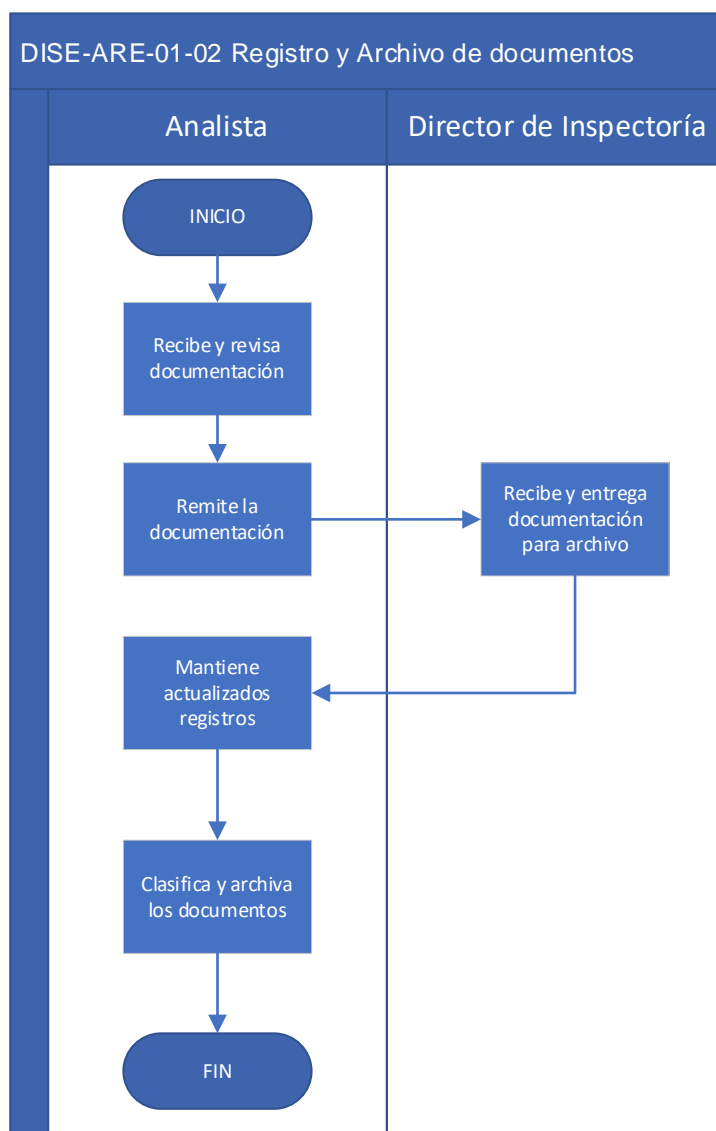 DISE-ARE-01-02 Registro y Archivo de documentos
Analista
Director de Inspectoría
INICIO
Recibe y revisa
documentación
Remite la
documentación
Recibe y entrega
documentación
para archivo
Mantiene
actualizados
registros
Clasifica y archiva
los documentos
FIN